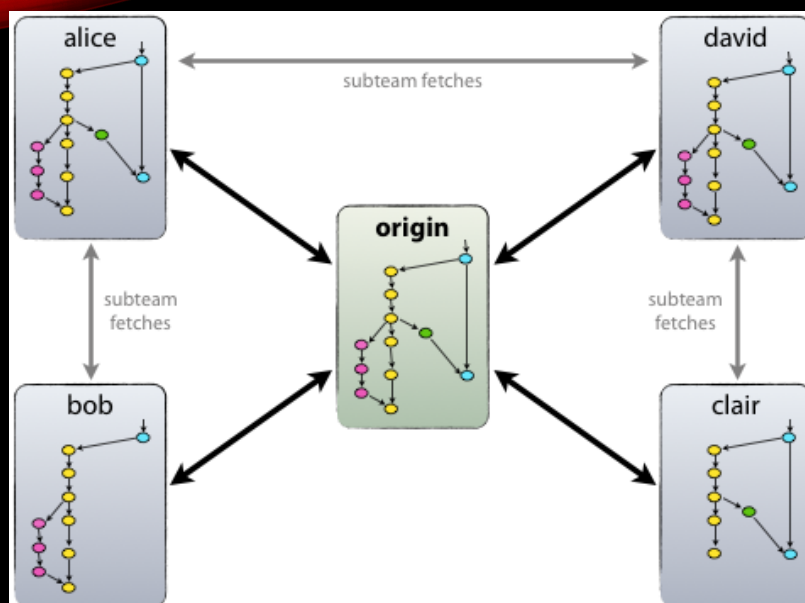 alice
david
subteam fetches
origin
subteam
fetches
subteam
fetches
bob
clair